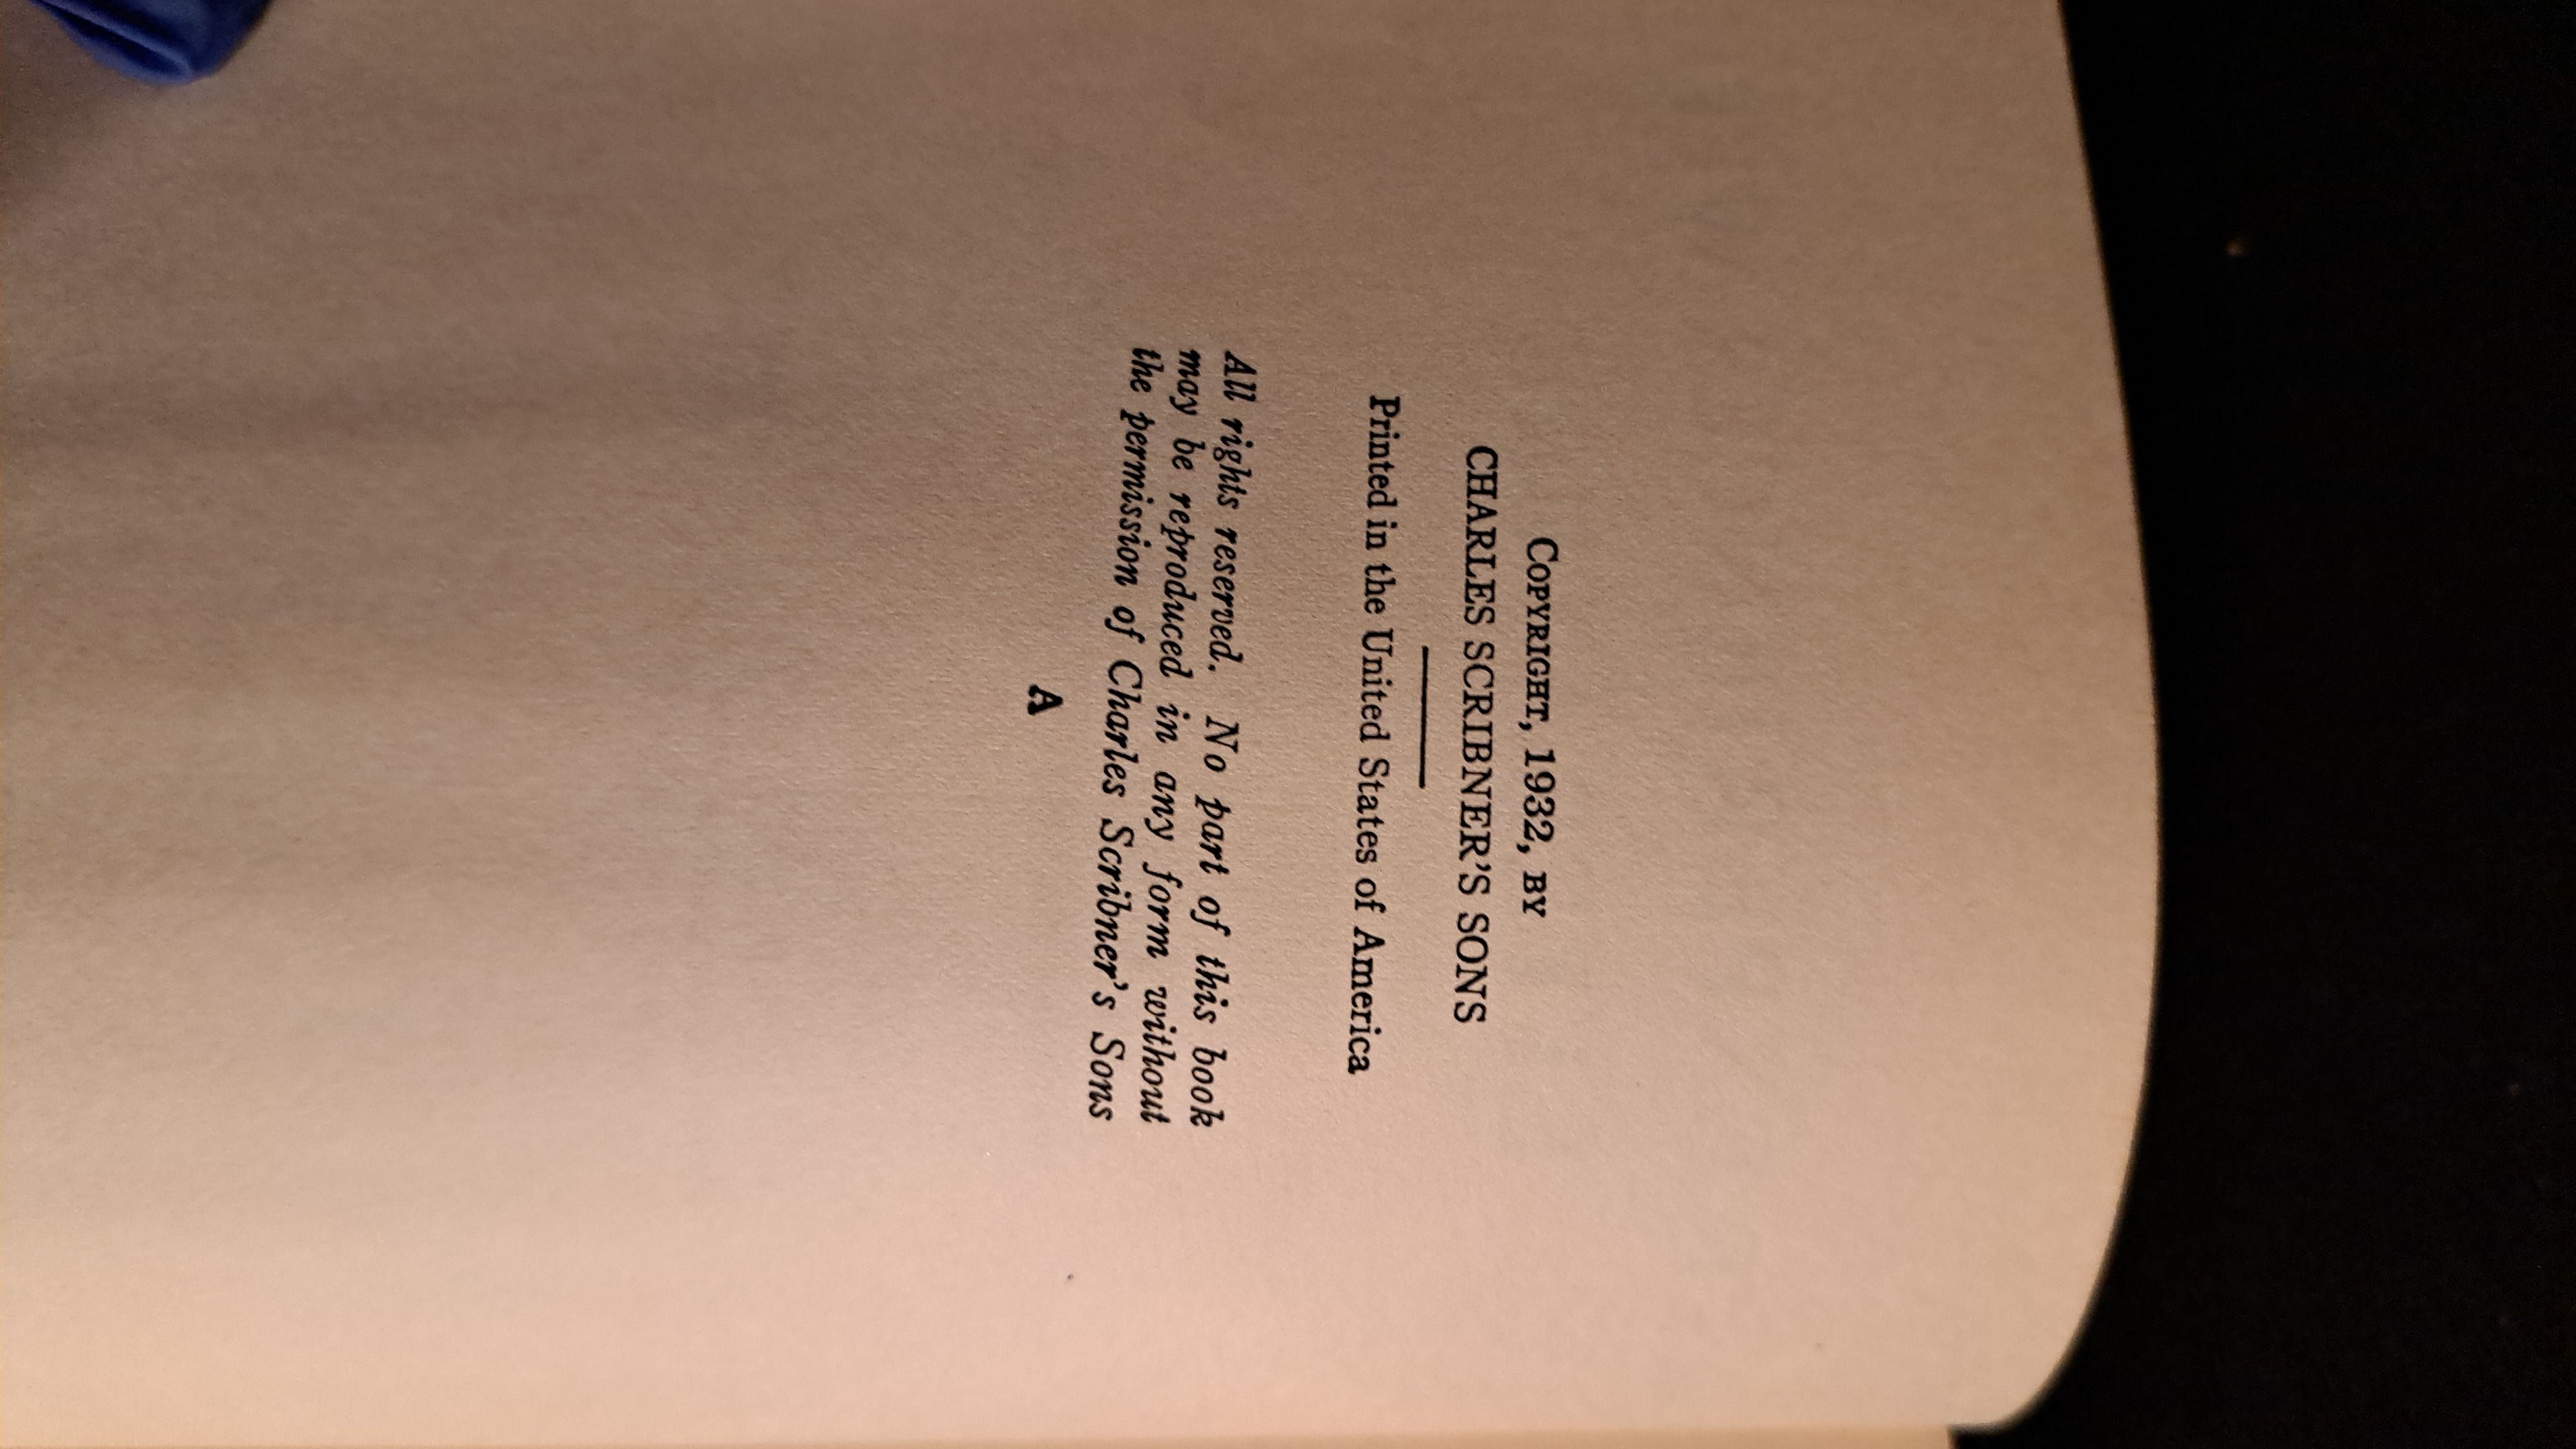 Copyright, 1932, by
CHARLES SCRIBNER'S SONS
Printed in the United States of America
All rights reserved. No part of this book
may be reproduced in any form without
the permission of Charles Scribner's Sons
A